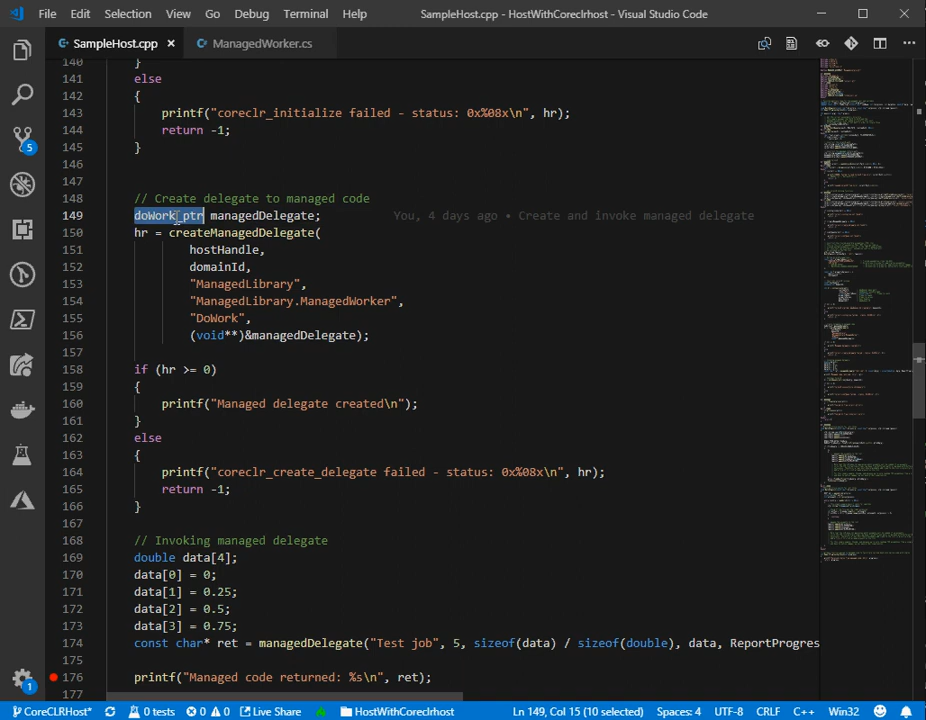 File Edit Selection View Go Debug Terminal Help SampleHost.cpp - HostWithCoreclrhost - Visual Studio Code
SampleHost.cpp × ManagedWorker.cs
140 }
141 else
142 {
143 printf("coreclr_initialize failed - status: 0x%08x\n", hr);
144 return -1;
145 }
146
147
148 // Create delegate to managed code
149 doWork_ptr managedDelegate; You, 4 days ago • Create and invoke managed delegate
150 hr = createManagedDelegate(
151 hostHandle,
152 domainId,
153 "ManagedLibrary",
154 "ManagedLibrary.ManagedWorker",
155 "DoWork",
156 (void**)&managedDelegate);
157
158 if (hr >= 0)
159 {
160 printf("Managed delegate created\n");
161 }
162 else
163 {
164 printf("coreclr_create_delegate failed - status: 0x%08x\n", hr);
165 return -1;
166 }
167
168 // Invoking managed delegate
169 double data[4];
170 data[0] = 0;
171 data[1] = 0.25;
172 data[2] = 0.5;
173 data[3] = 0.75;
174 const char* ret = managedDelegate("Test job", 5, sizeof(data) / sizeof(double), data, ReportProgres
175
176 printf("Managed code returned: %s\n", ret);
177
5
1
CoreCLRHost* 0 tests 0 0 Live Share HostWithCoreclrhost Ln 149, Col 15 (10 selected) Spaces: 4 UTF-8 CRLF C++ Win32